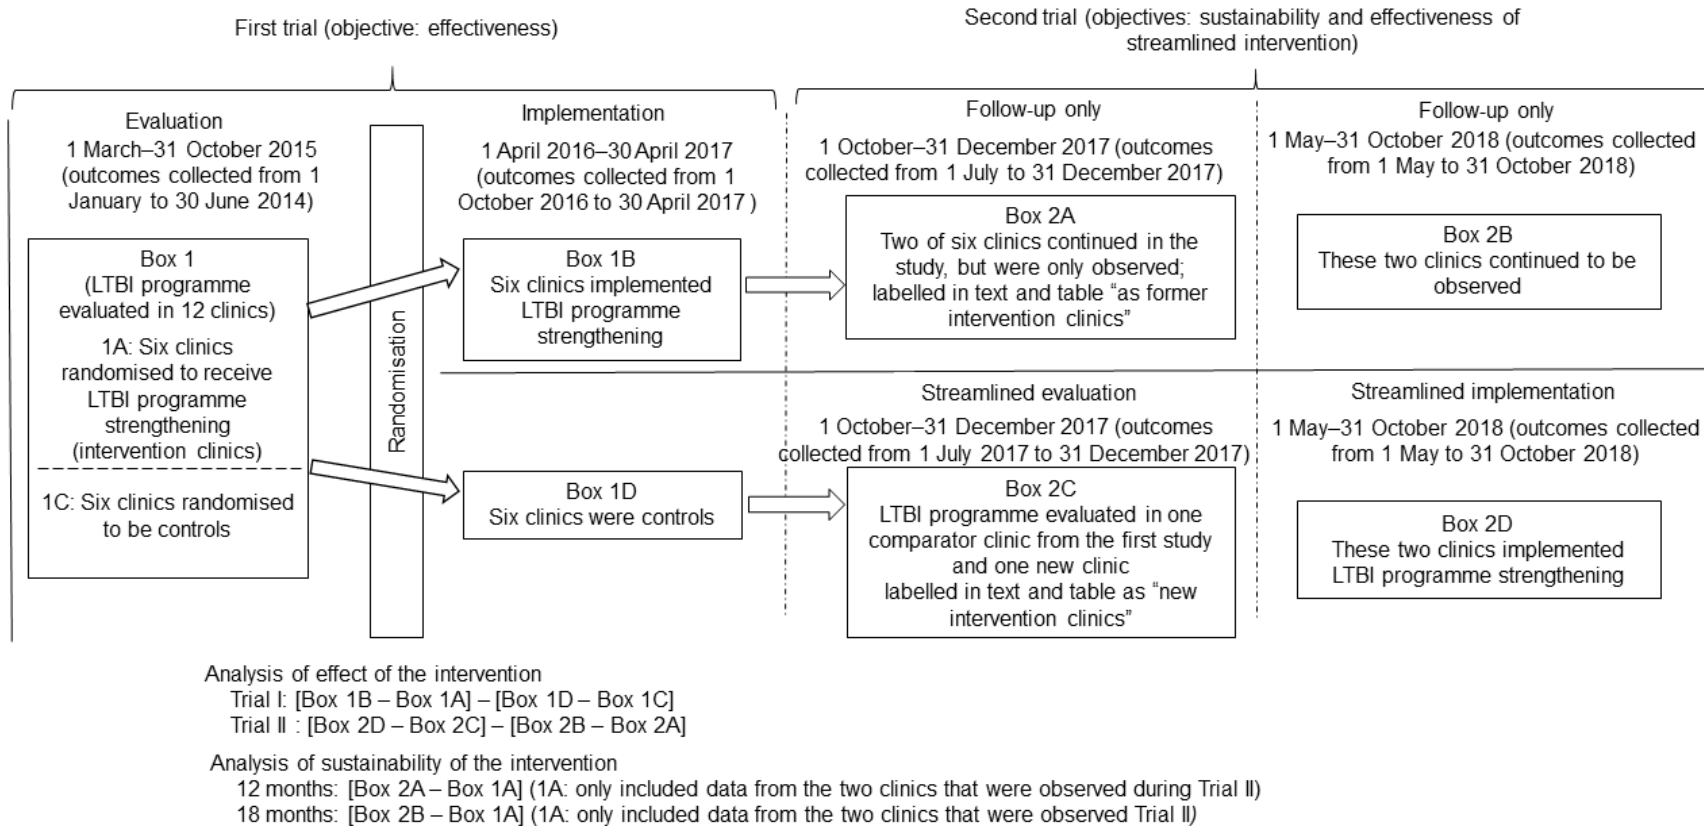 First trial (objective: effectiveness)
Second trial (objectives: sustainability and effectiveness of
streamlined intervention)
Evaluation
1 March–31 October 2015
(outcomes collected from 1
January to 30 June 2014)
Box 1
(LTBI programme
evaluated in 12 clinics)
1A: Six clinics
randomised to receive
LTBI programme
strengthening
(intervention clinics)
1C: Six clinics randomised
to be controls
Randomisation
Implementation
1 April 2016–30 April 2017
(outcomes collected from 1
October 2016 to 30 April 2017 )
Box 1B
Six clinics implemented
LTBI programme
strengthening
Box 1D
Six clinics were controls
Follow-up only
1 October–31 December 2017 (outcomes
collected from 1 July to 31 December 2017)
Box 2A
Two of six clinics continued in the
study, but were only observed;
labelled in text and table “as former
intervention clinics”
Follow-up only
1 May–31 October 2018 (outcomes collected
from 1 May to 31 October 2018)
Box 2B
These two clinics continued to be
observed
Streamlined evaluation
1 October–31 December 2017 (outcomes
collected from 1 July 2017 to 31 December 2017)
Box 2C
LTBI programme evaluated in one
comparator clinic from the first study
and one new clinic
labelled in text and table as “new
intervention clinics”
Streamlined implementation
1 May–31 October 2018 (outcomes collected
from 1 May to 31 October 2018)
Box 2D
These two clinics implemented
LTBI programme strengthening
Analysis of effect of the intervention
Trial I: [Box 1B – Box 1A] – [Box 1D – Box 1C]
Trial II : [Box 2D – Box 2C] – [Box 2B – Box 2A]
Analysis of sustainability of the intervention
12 months: [Box 2A – Box 1A] (1A: only included data from the two clinics that were observed during Trial II)
18 months: [Box 2B – Box 1A] (1A: only included data from the two clinics that were observed Trial II)